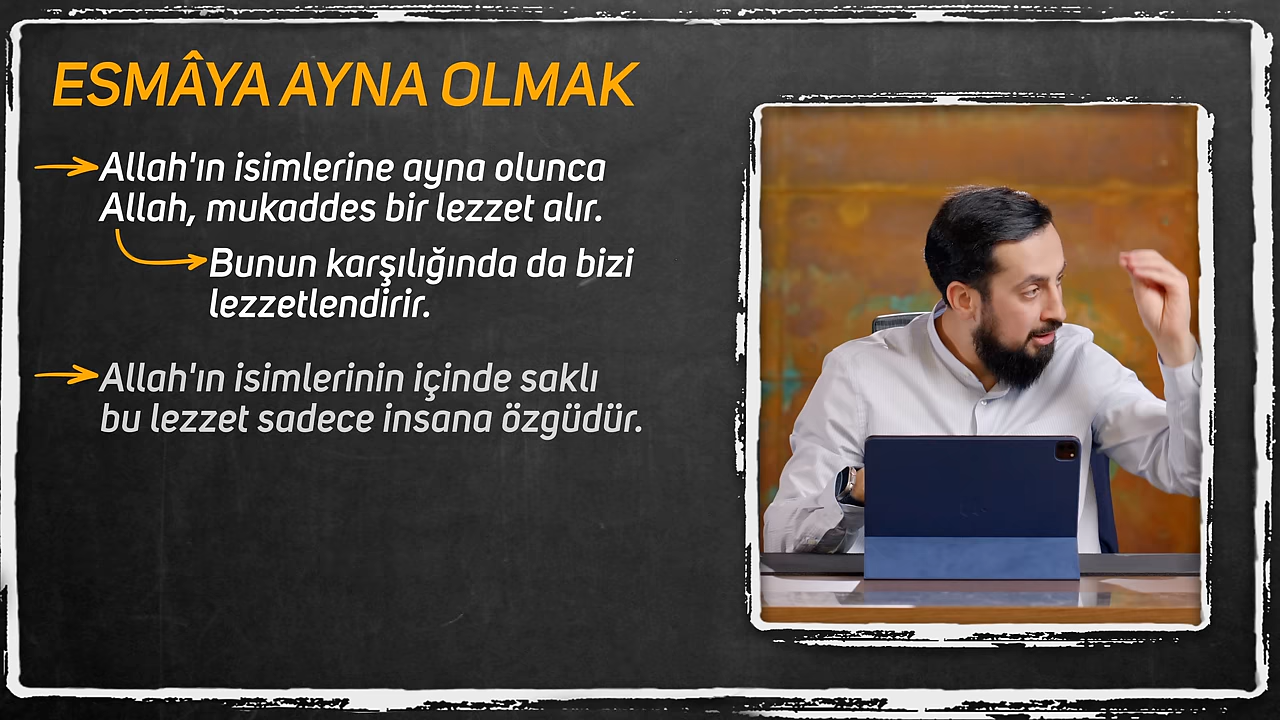 ESMÂYA AYNA OLMAK
Allah'ın isimlerine ayna olunca
Allah, mukaddes bir lezzet alır.
Bunun karşılığında da bizi
lezzetlendirir.
Allah'ın isimlerinin içinde saklı
bu lezzet sadece insana özgüdür.